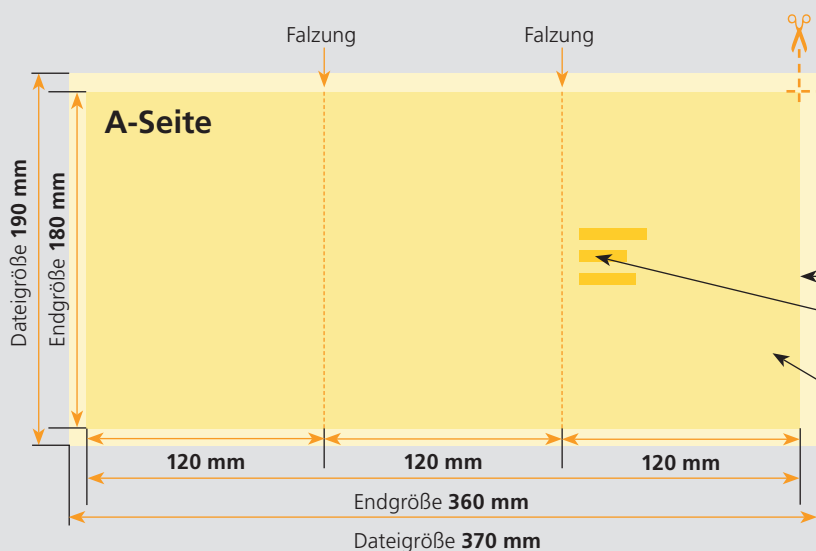 Falzung
Falzung
A-Seite
Dateigröße 190 mm
Endgröße 180 mm
120 mm
120 mm
120 mm
Endgröße 360 mm
Dateigröße 370 mm